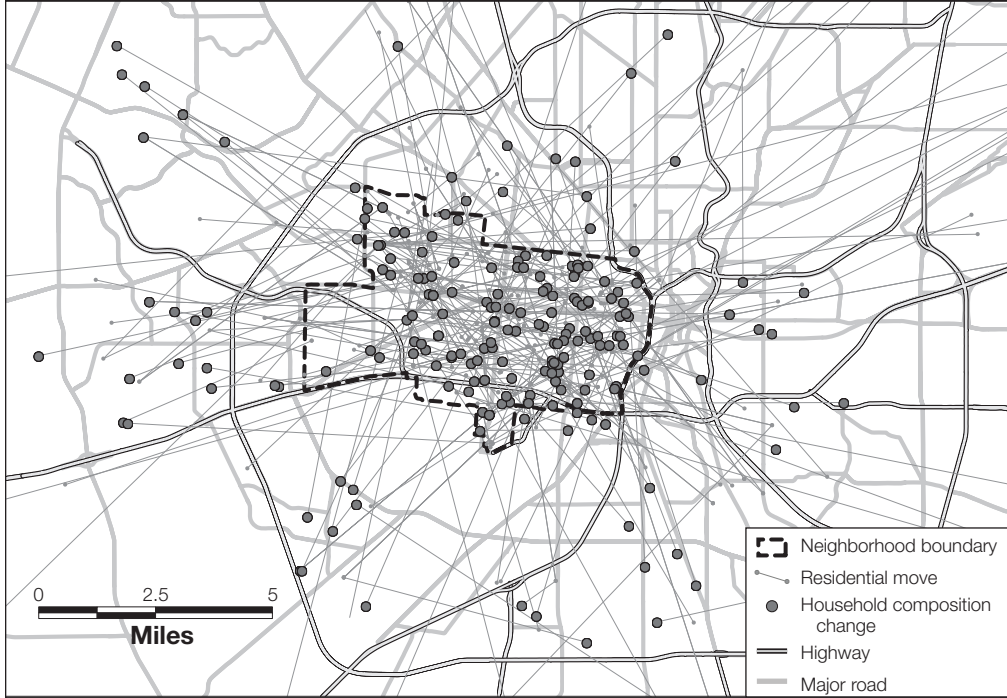 0 2.5 5
Miles
Neighborhood boundary
Residential move
Household composition
change
Highway
Major road